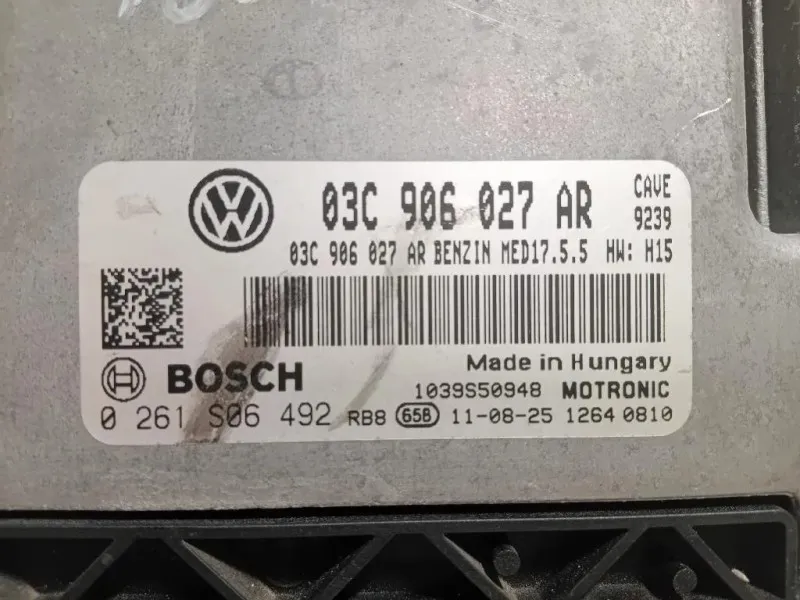 03C 906 027 AR
CAVE
9239
03C 906 027 AR BENZIN MED17.5.5 HW: H15
Made in Hungary
BOSCH
1039S50948 MOTRONIC
0 261 S06 492 RB8 658 11-08-25 1264 0810